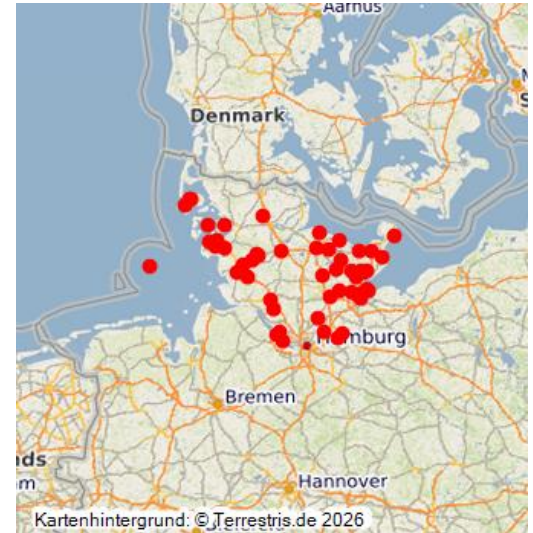 Aarhus
Denmark
Hamburg
Bremen
Hannover
Kartenhintergrund: © Terrestris.de 2026